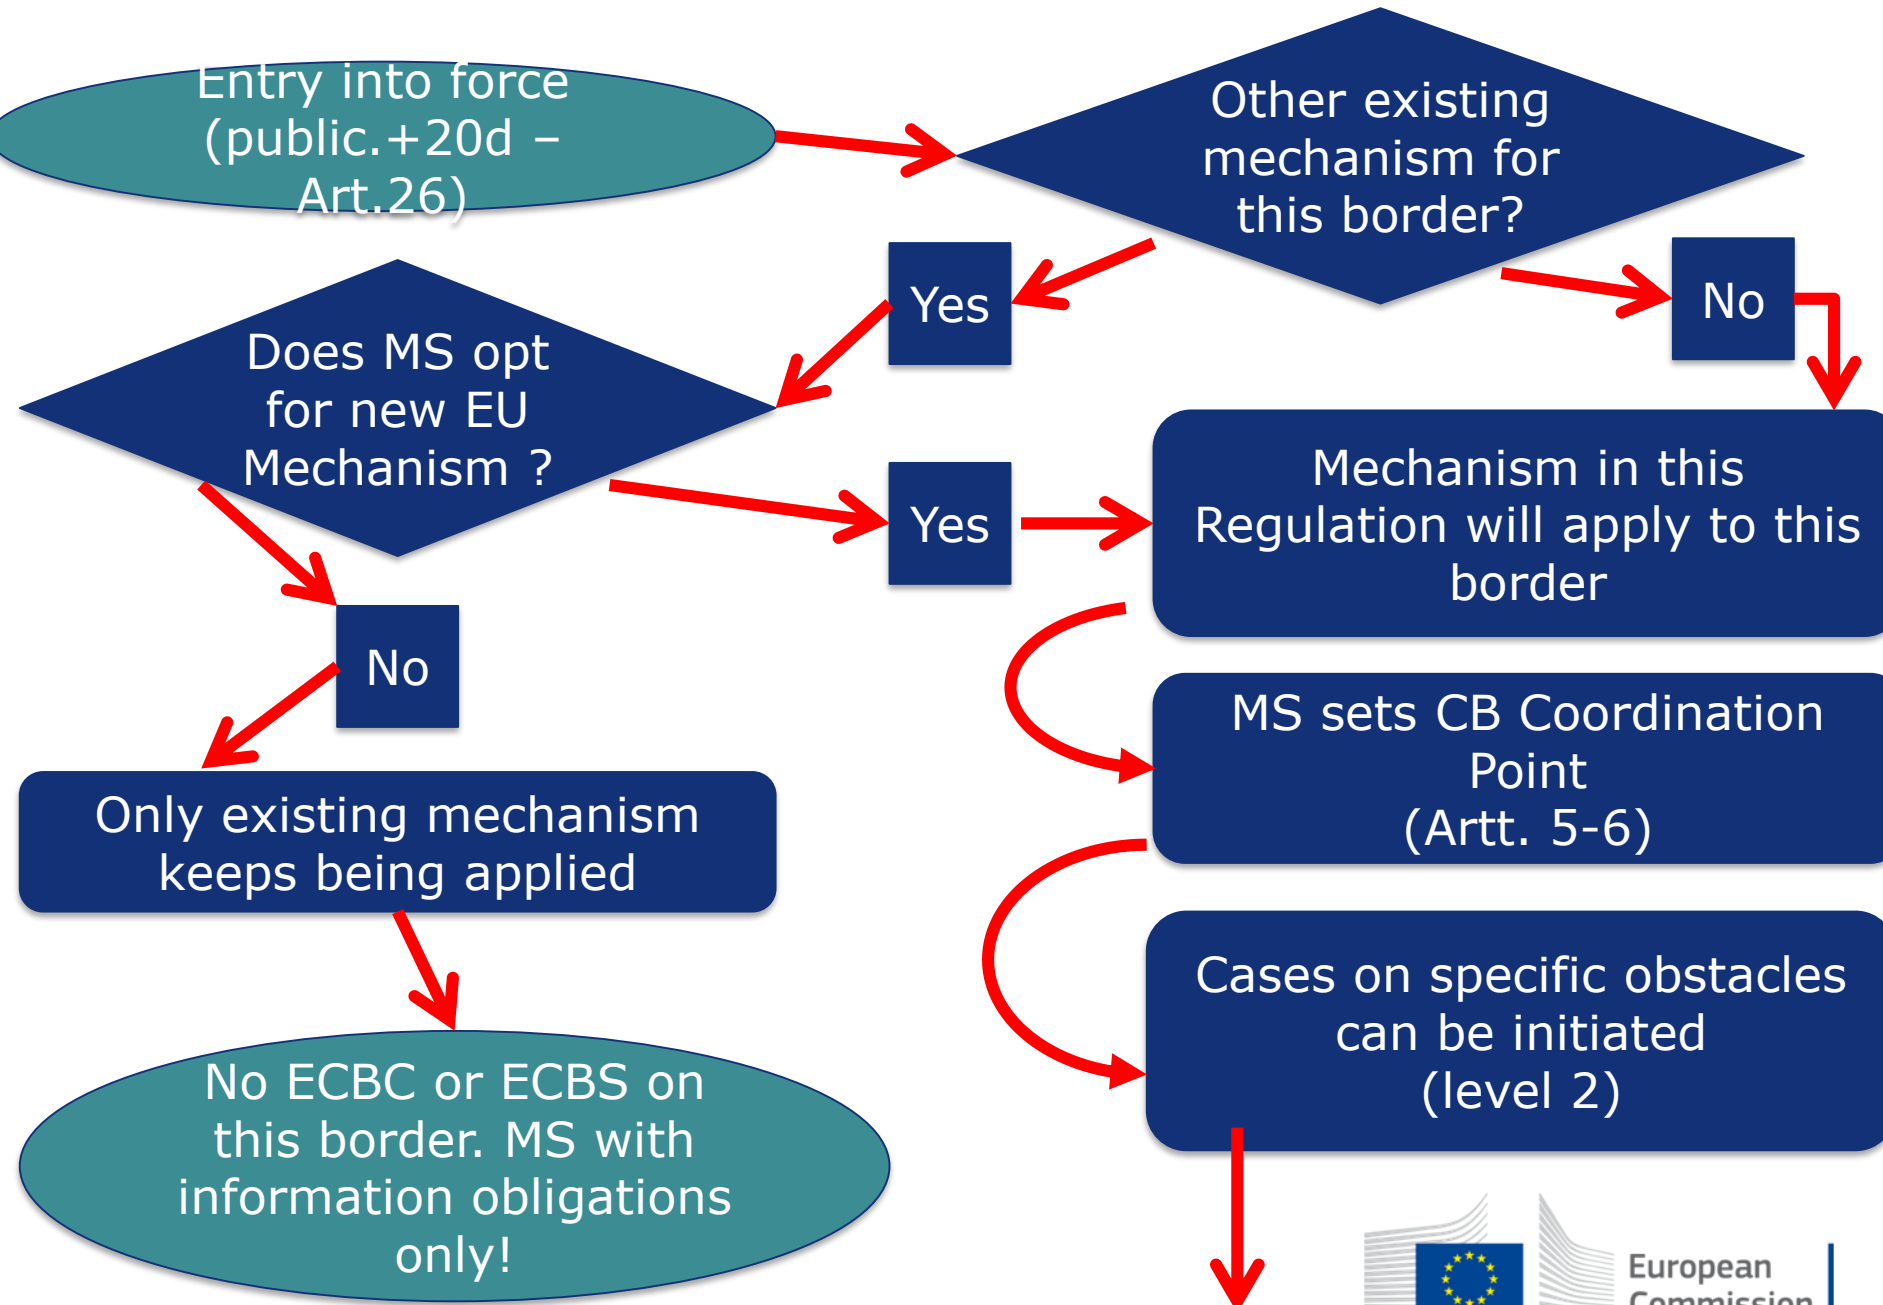 Entry into force
(public.+20d –
Art.26)
Other existing
mechanism for
this border?
Yes
No
Does MS opt
for new EU
Mechanism ?
Yes
Mechanism in this
Regulation will apply to this
border
No
MS sets CB Coordination
Point
(Artt. 5-6)
Only existing mechanism
keeps being applied
Cases on specific obstacles
can be initiated
(level 2)
No ECBC or ECBS on
this border. MS with
information obligations
only!
European
Commission